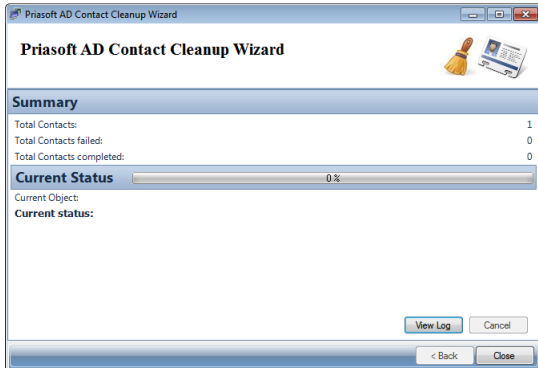 Priasoft AD Contact Cleanup Wizard
Priasoft AD Contact Cleanup Wizard
Summary
Total Contacts: 1
Total Contacts failed: 0
Total Contacts completed: 0
Current Status 0 %
Current Object:
Current status:
View Log Cancel
< Back Close